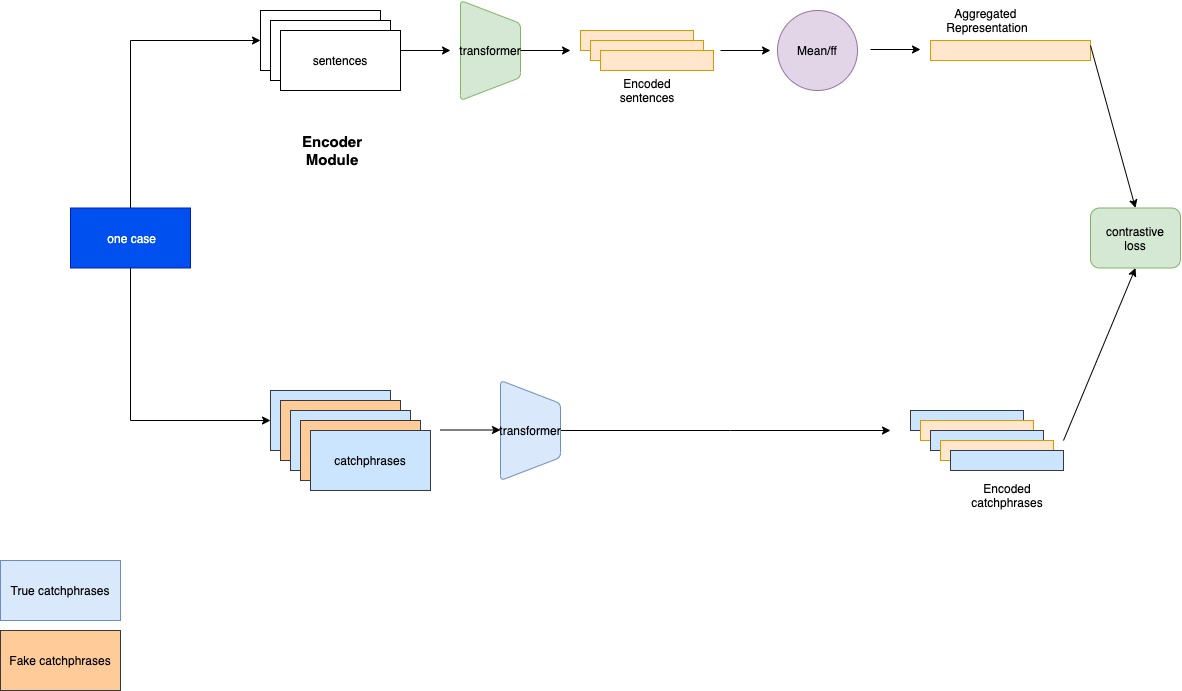 Aggregated
Representation
sentences
transformer
Mean/ff
Encoded
sentences
Encoder
Module
one case
contrastive
loss
catchphrases
transformer
Encoded
catchphrases
True catchphrases
Fake catchphrases